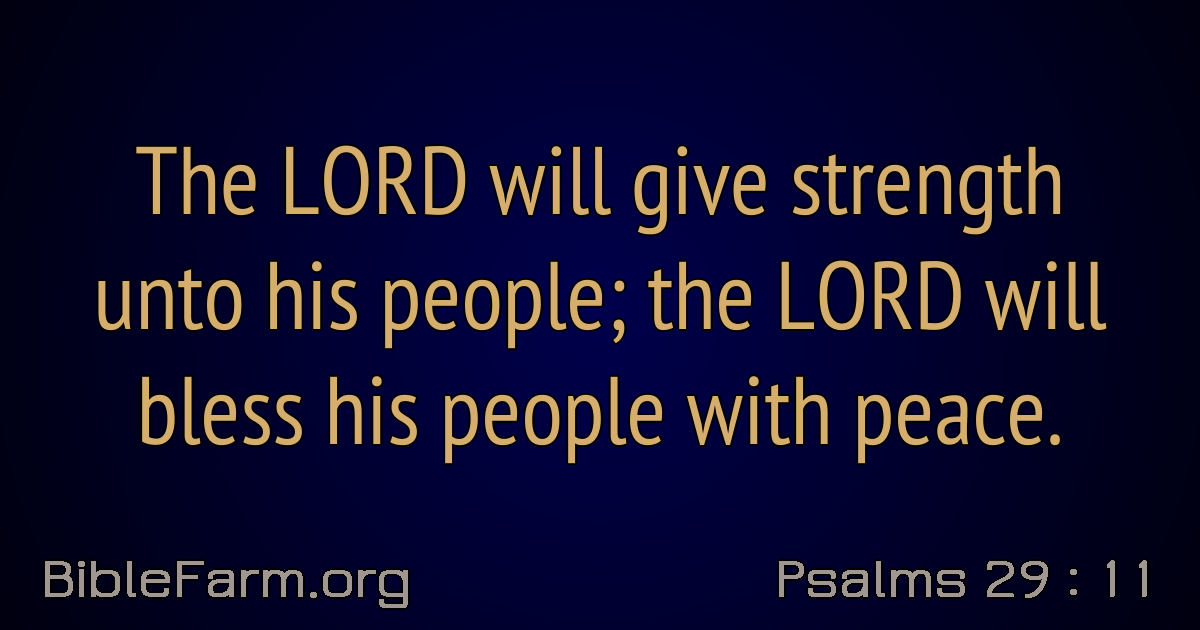 The LORD will give strength
unto his people; the LORD will
bless his people with peace.
BibleFarm.org
Psalms 29 : 11